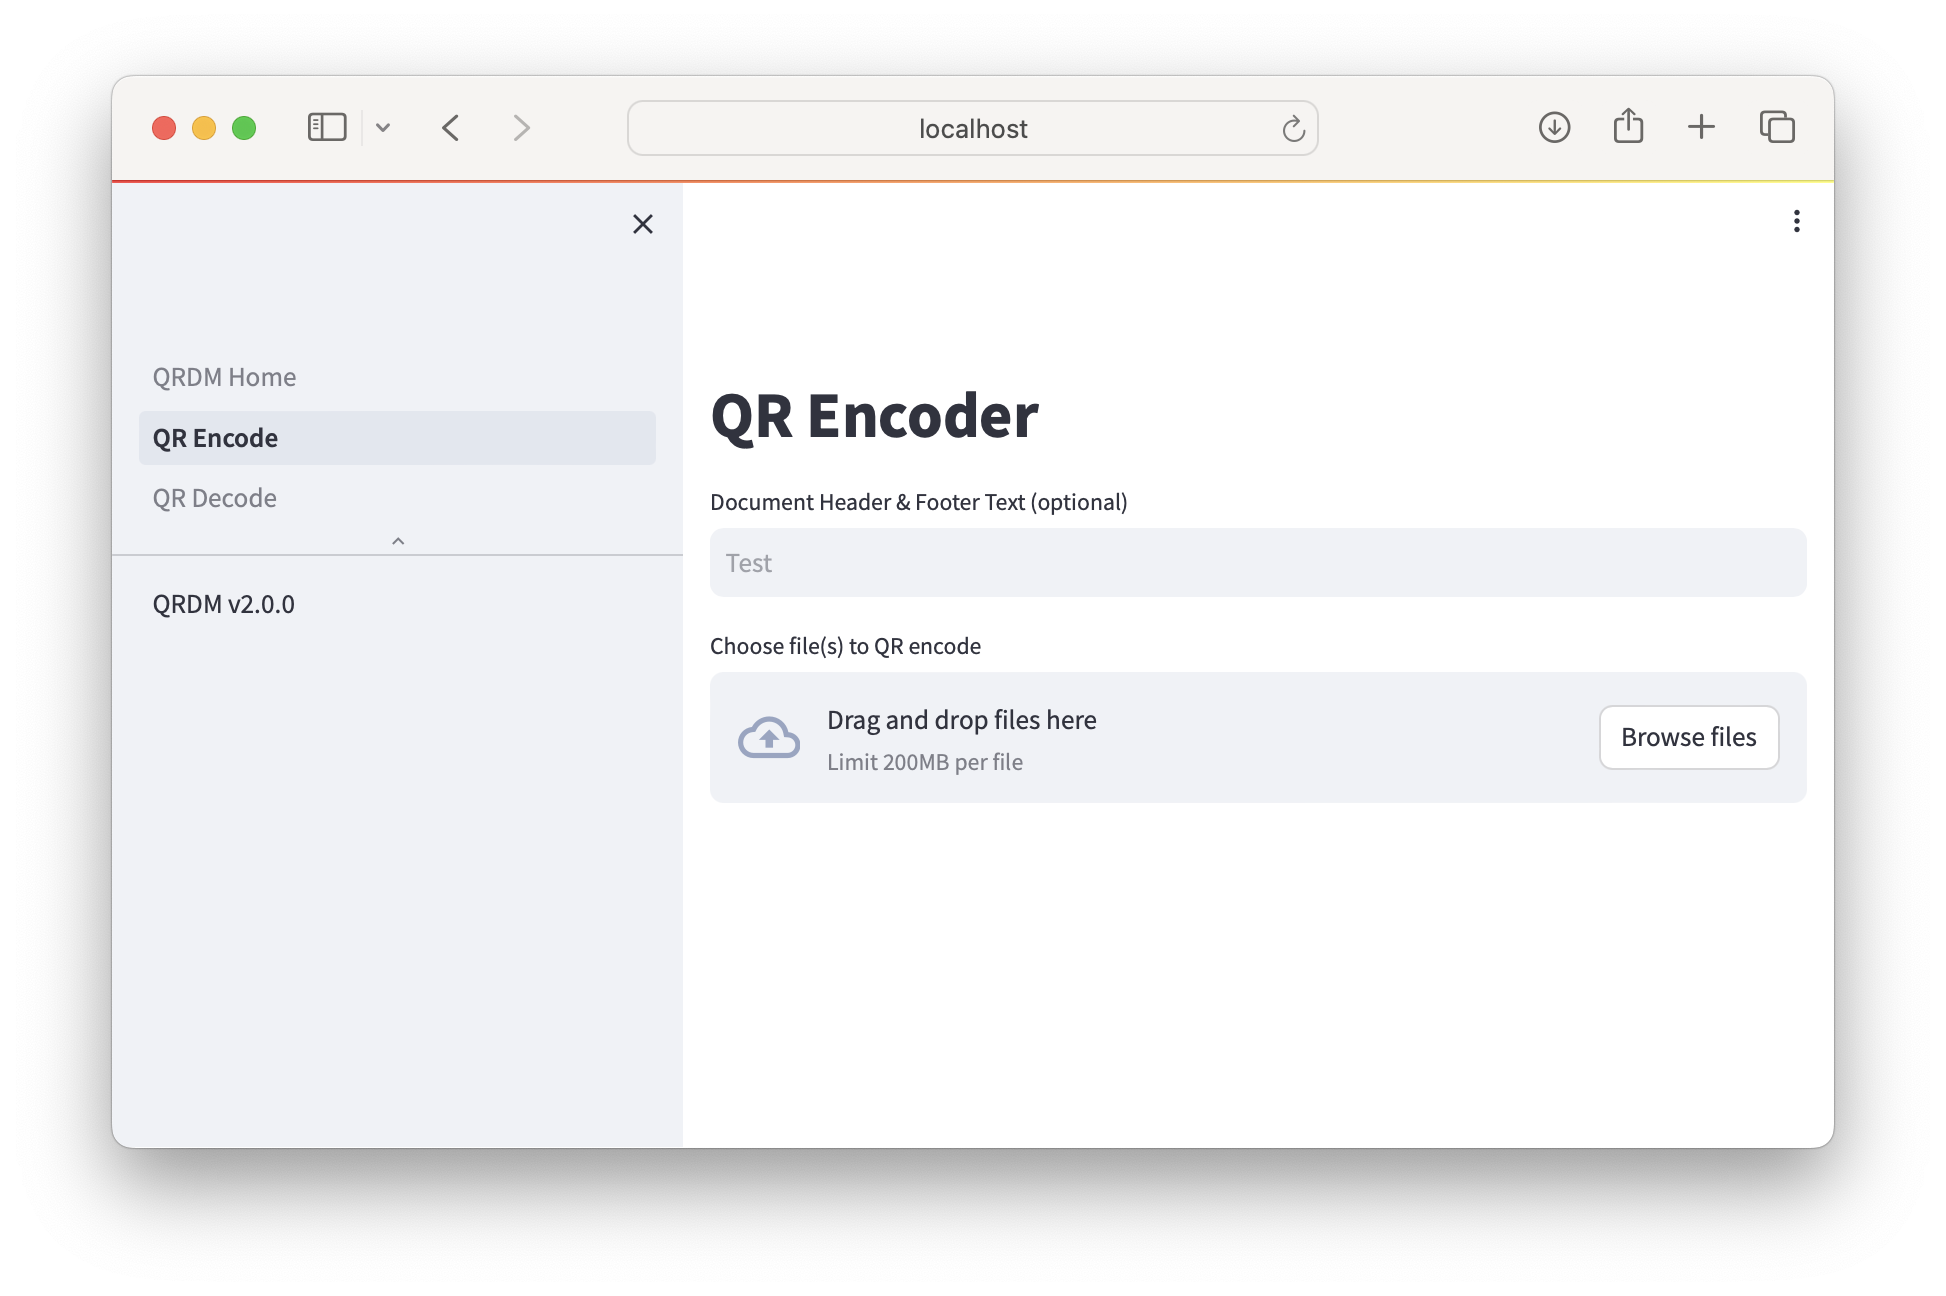 localhost
QRDM Home
QR Encode
QR Decode
QRDM v2.0.0
QR Encoder
Document Header & Footer Text (optional)
Test
Choose file(s) to QR encode
Drag and drop files here
Limit 200MB per file
Browse files